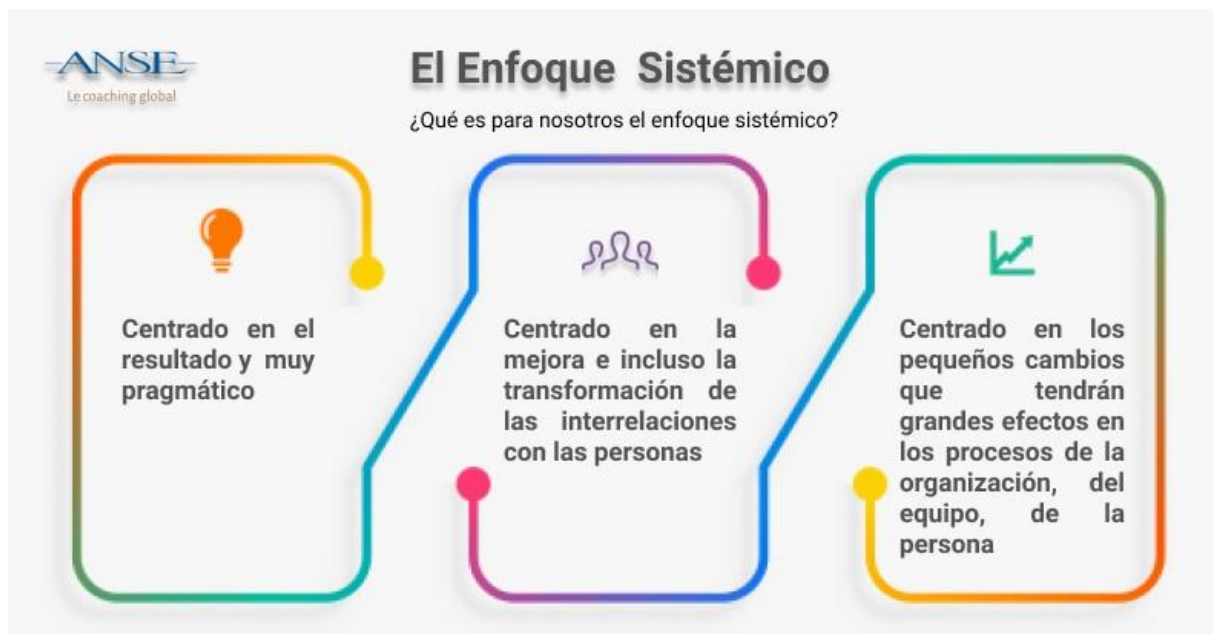 ANSE
Le coaching global
El Enfoque Sistémico
¿Qué es para nosotros el enfoque sistémico?
Centrado en el
resultado y muy
pragmático
Centrado en la
mejora e incluso la
transformación de
las interrelaciones
con las personas
Centrado en los
pequeños cambios
que tendrán
grandes efectos en
los procesos de la
organización, del
equipo, de la
persona